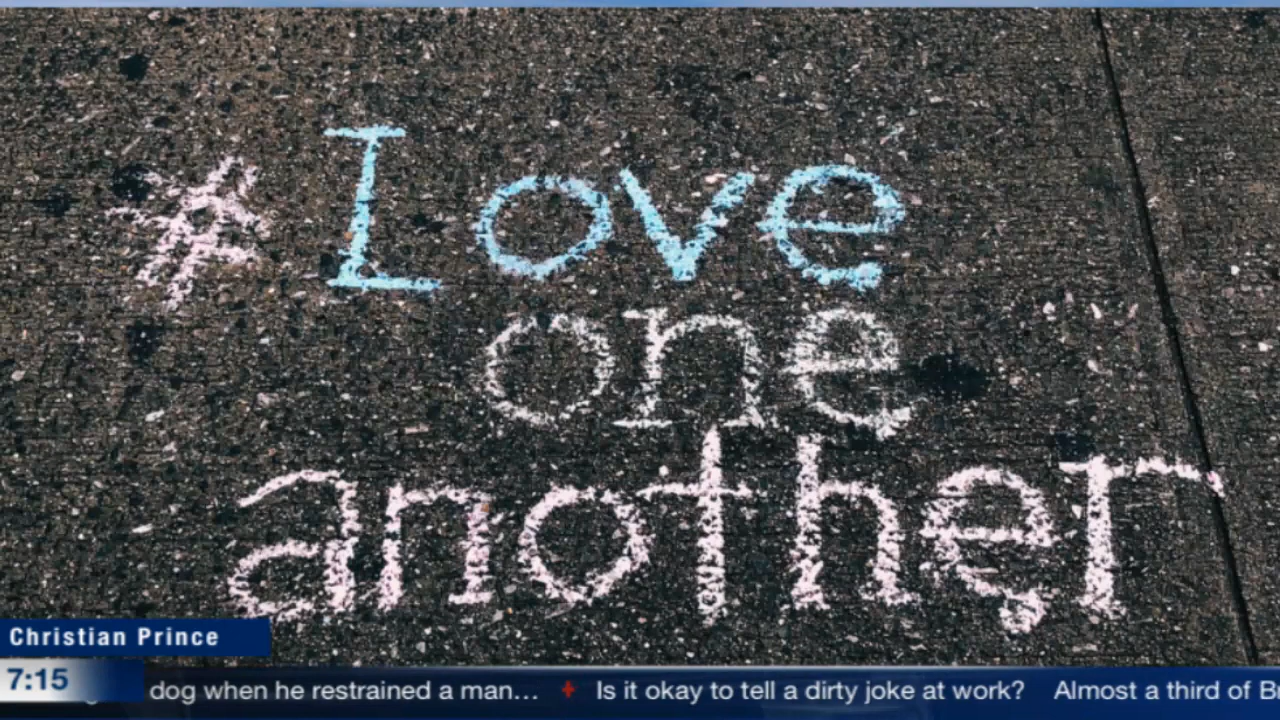 # Love
one
another
Christian Prince
7:15
dog when he restrained a man... Is it okay to tell a dirty joke at work? Almost a third of